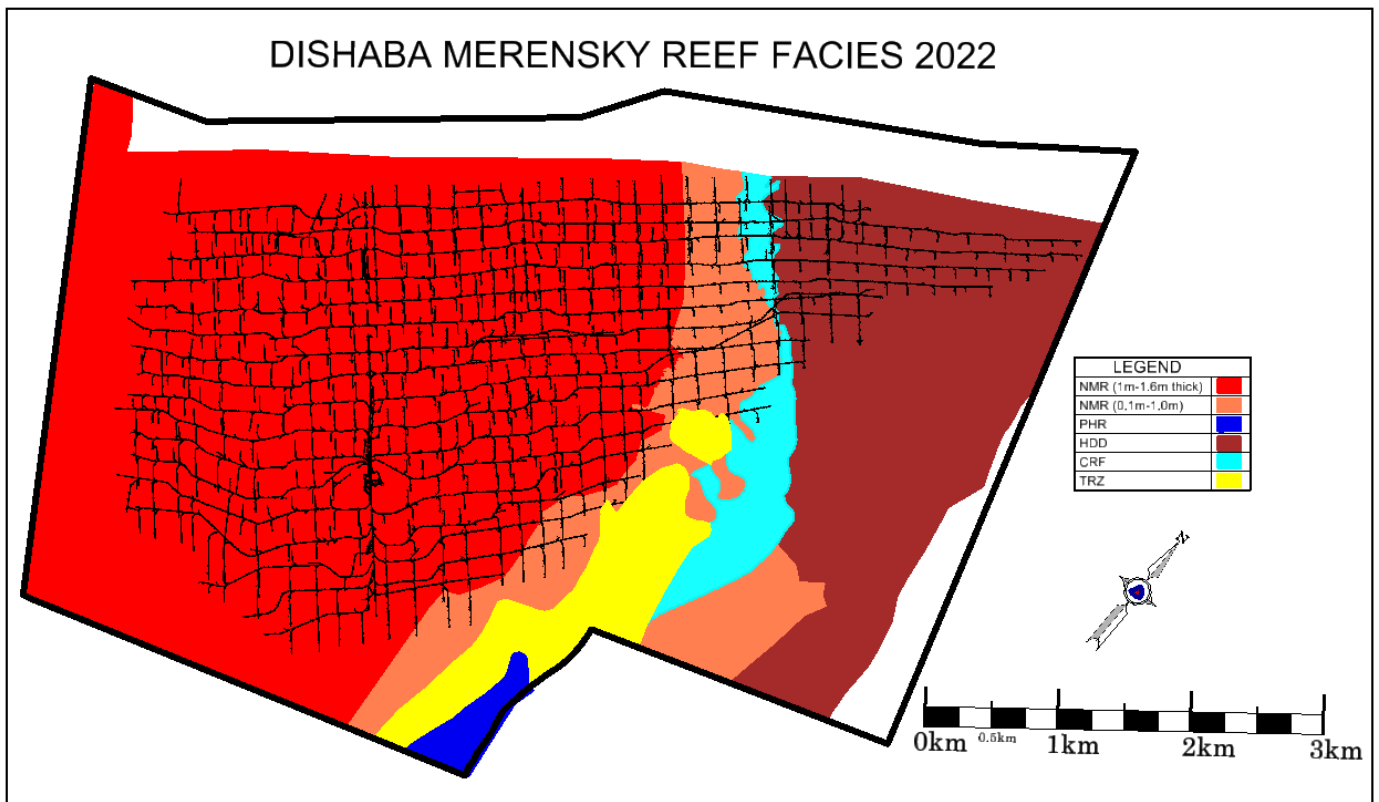 DISHABA MERENSKY REEF FACIES 2022
LEGEND
NMR (1m-1.6m thick)
NMR (0.1m-1.0m)
PHR
HDD
CRF
TRZ
N
0km 0.5km 1km 2km 3km